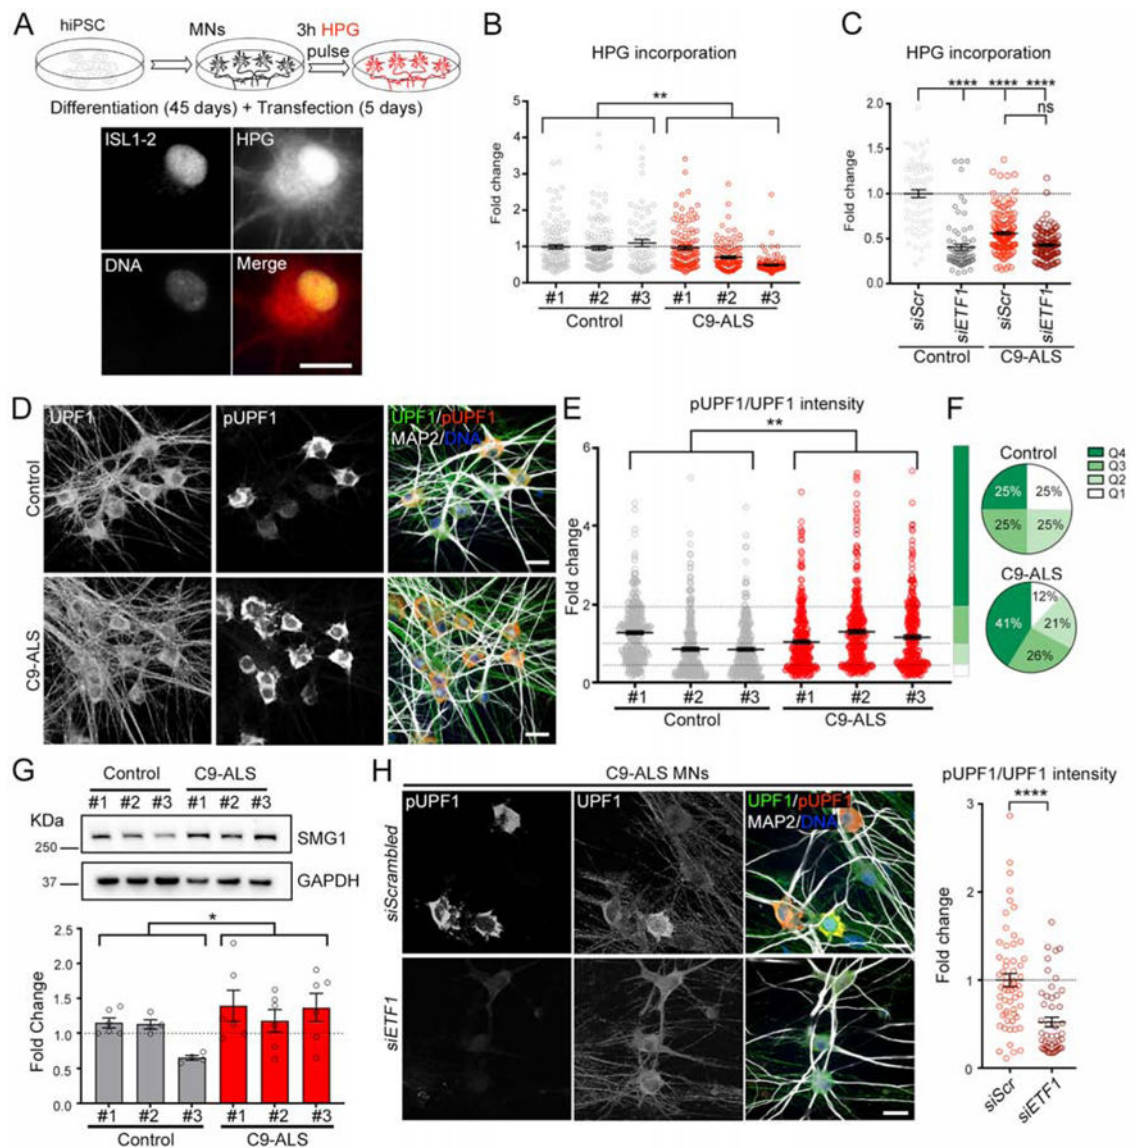 A
hiPSC
MNs
3h HPG
pulse
Differentiation (45 days) + Transfection (5 days)
ISL1-2
HPG
DNA
Merge
B
HPG incorporation
**
Fold change
5
4
3
2
1
0
#1 #2 #3 #1 #2 #3
Control C9-ALS
C
HPG incorporation
**** **** ****
ns
Fold change
2.0
1.5
1.0
0.5
0.0
siScr siETF1 siScr siETF1
Control C9-ALS
D
UPF1
pUPF1
UPF1/pUPF1
MAP2/DNA
Control
C9-ALS
E
pUPF1/UPF1 intensity
**
Fold change
6
4
2
1
0
#1 #2 #3 #1 #2 #3
Control C9-ALS
F
Control
25% 25%
25% 25%
Q4
Q3
Q2
Q1
C9-ALS
12%
41% 21%
26%
G
Control C9-ALS
#1 #2 #3 #1 #2 #3
KDa
250
SMG1
37
GAPDH
*
Fold Change
2.5
2.0
1.5
1.0
0.5
0.0
#1 #2 #3 #1 #2 #3
Control C9-ALS
H
C9-ALS MNs
pUPF1
UPF1
UPF1/pUPF1
MAP2/DNA
siScrambled
siETF1
pUPF1/UPF1 intensity
****
Fold change
3
2
1
0
siScr siETF1